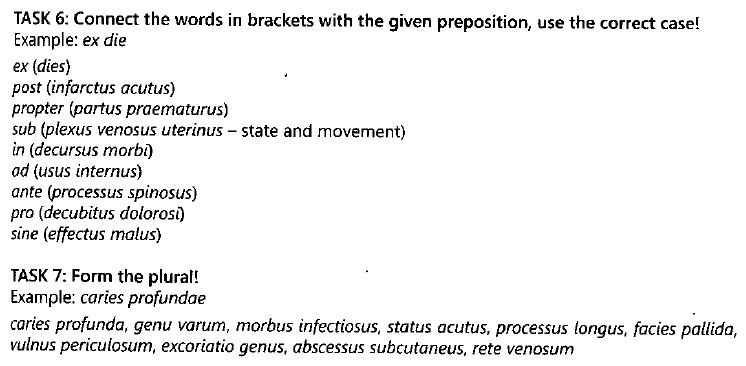 TASK 6: Connect the words in brackets with the given preposition, use the correct case!
Example: ex die
ex (dies)
post (infarctus acutus)
propter (partus praematurus)
sub (plexus venosus uterinus – state and movement)
in (decursus morbi)
ad (usus internus)
ante (processus spinosus)
pro (decubitus dolorosi)
sine (effectus malus)
TASK 7: Form the plural!
Example: caries profundae
caries profunda, genu varum, morbus infectiosus, status acutus, processus longus, facies pallida,
vulnus periculosum, excoriatio genus, abscessus subcutaneus, rete venosum